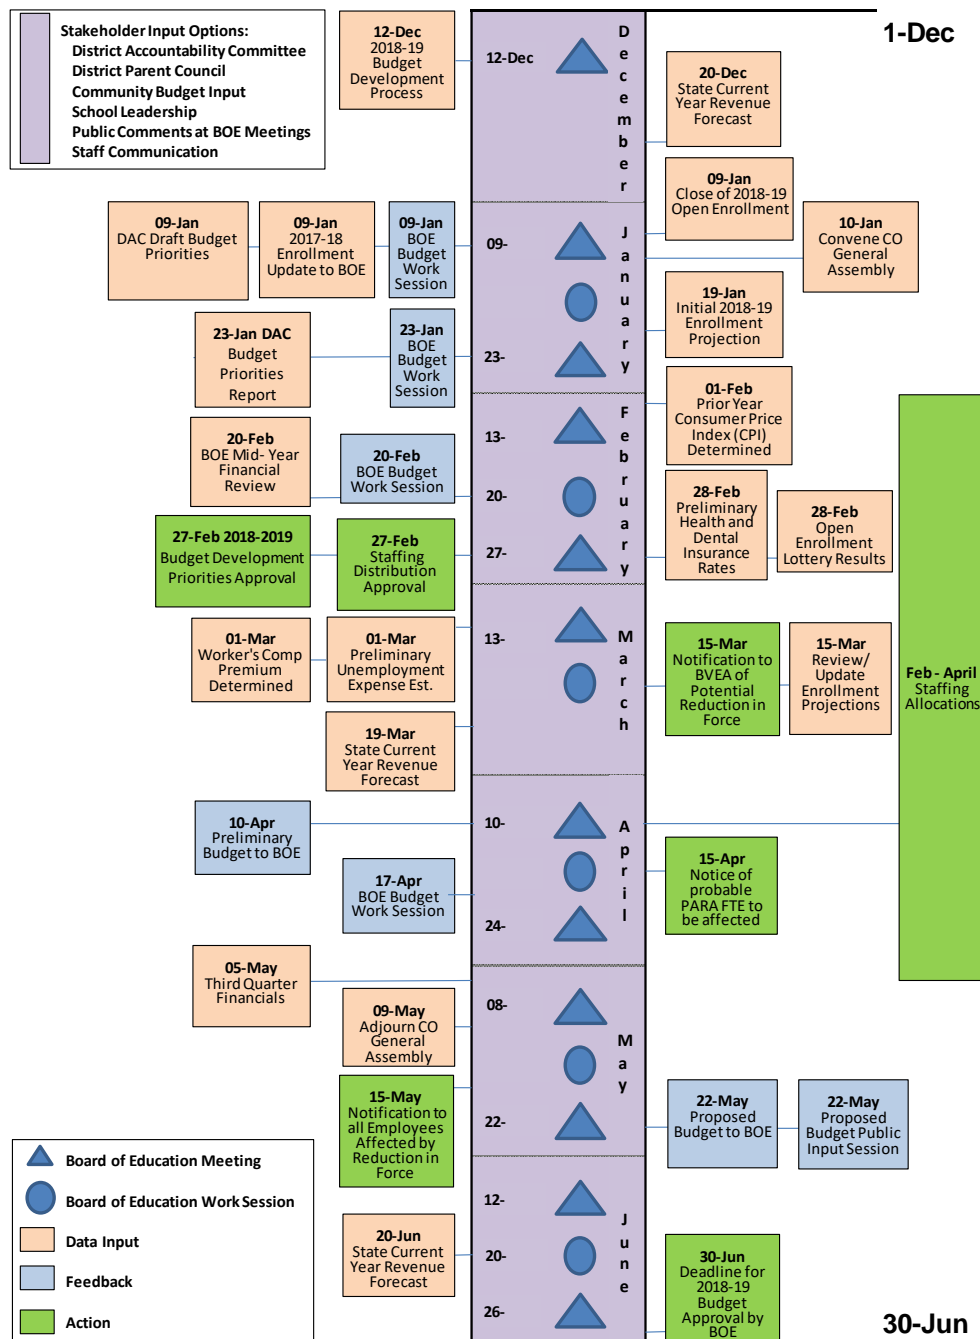 Stakeholder Input Options:
District Accountability Committee
District Parent Council
Community Budget Input
School Leadership
Public Comments at BOE Meetings
Staff Communication
12-Dec
2018-19
Budget
Development
Process
12-Dec
December
1-Dec
20-Dec
State Current
Year Revenue
Forecast
09-Jan
Close of 2018-19
Open Enrollment
10-Jan
Convene CO
General
Assembly
09-Jan
DAC Draft Budget
Priorities
09-Jan
2017-18
Enrollment
Update to BOE
09-Jan
BOE
Budget
Work
Session
09-
January
19-Jan
Initial 2018-19
Enrollment
Projection
23-Jan DAC
Budget
Priorities
Report
23-Jan
BOE
Budget
Work
Session
23-
01-Feb
Prior Year
Consumer Price
Index (CPI)
Determined
20-Feb
BOE Mid- Year
Financial
Review
20-Feb
BOE Budget
Work Session
13-
20-
27-
February
28-Feb
Preliminary
Health and
Dental
Insurance
Rates
28-Feb
Open
Enrollment
Lottery Results
27-Feb 2018-2019
Budget Development
Priorities Approval
27-Feb
Staffing
Distribution
Approval
01-Mar
Worker's Comp
Premium
Determined
01-Mar
Preliminary
Unemployment
Expense Est.
13-
March
15-Mar
Notification to
BVEA of
Potential
Reduction in
Force
15-Mar
Review/
Update
Enrollment
Projections
Feb - April
Staffing
Allocations
19-Mar
State Current
Year Revenue
Forecast
10-Apr
Preliminary
Budget to BOE
10-
April
17-Apr
BOE Budget
Work Session
24-
15-Apr
Notice of
probable
PARA FTE to
be affected
05-May
Third Quarter
Financials
09-May
Adjourn CO
General
Assembly
08-
May
15-May
Notification to
all Employees
Affected by
Reduction in
Force
22-
22-May
Proposed
Budget to BOE
22-May
Proposed
Budget Public
Input Session
Board of Education Meeting
Board of Education Work Session
Data Input
Feedback
Action
20-Jun
State Current
Year Revenue
Forecast
12-
20-
26-
June
30-Jun
Deadline for
2018-19
Budget
Approval by
BOE
30-Jun